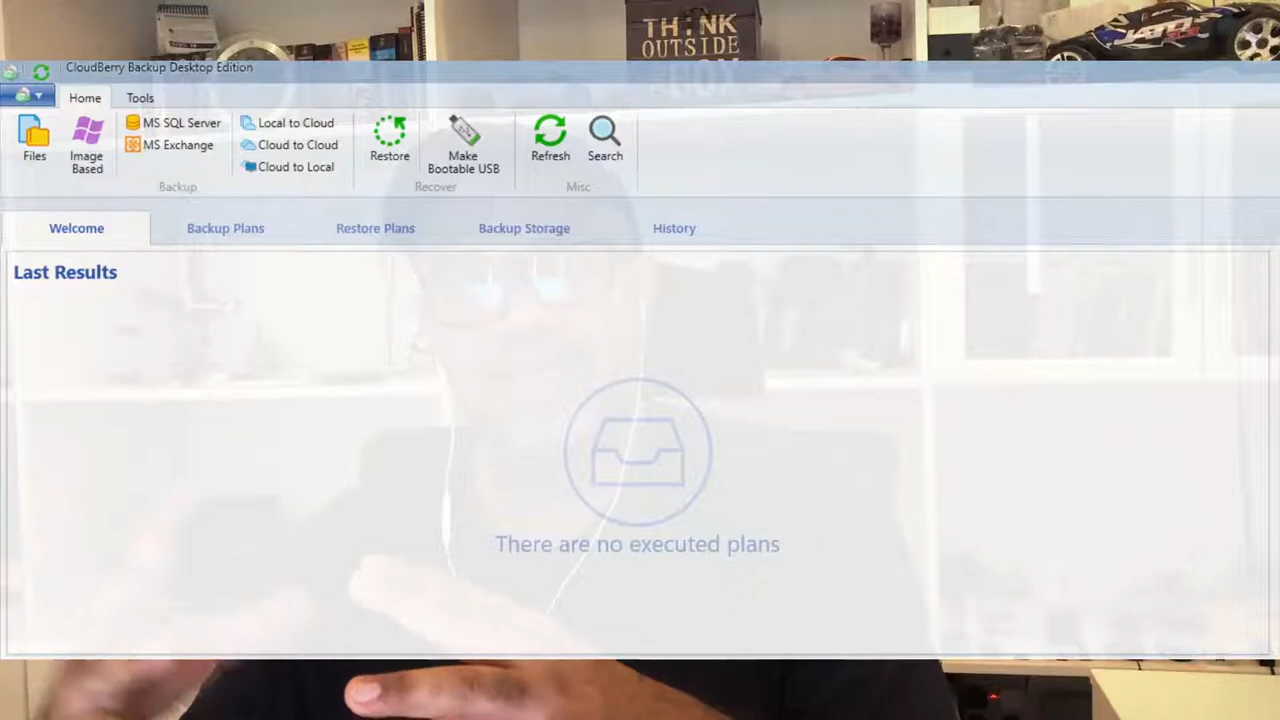 TH!NK
OUTSIDE
CloudBerry Backup Desktop Edition
Home Tools
Files
Image
Based
MS SQL Server
MS Exchange
Backup
Local to Cloud
Cloud to Cloud
Cloud to Local
Restore
Make
Bootable USB
Recover
Refresh
Search
Misc
Welcome Backup Plans Restore Plans Backup Storage History
Last Results
There are no executed plans